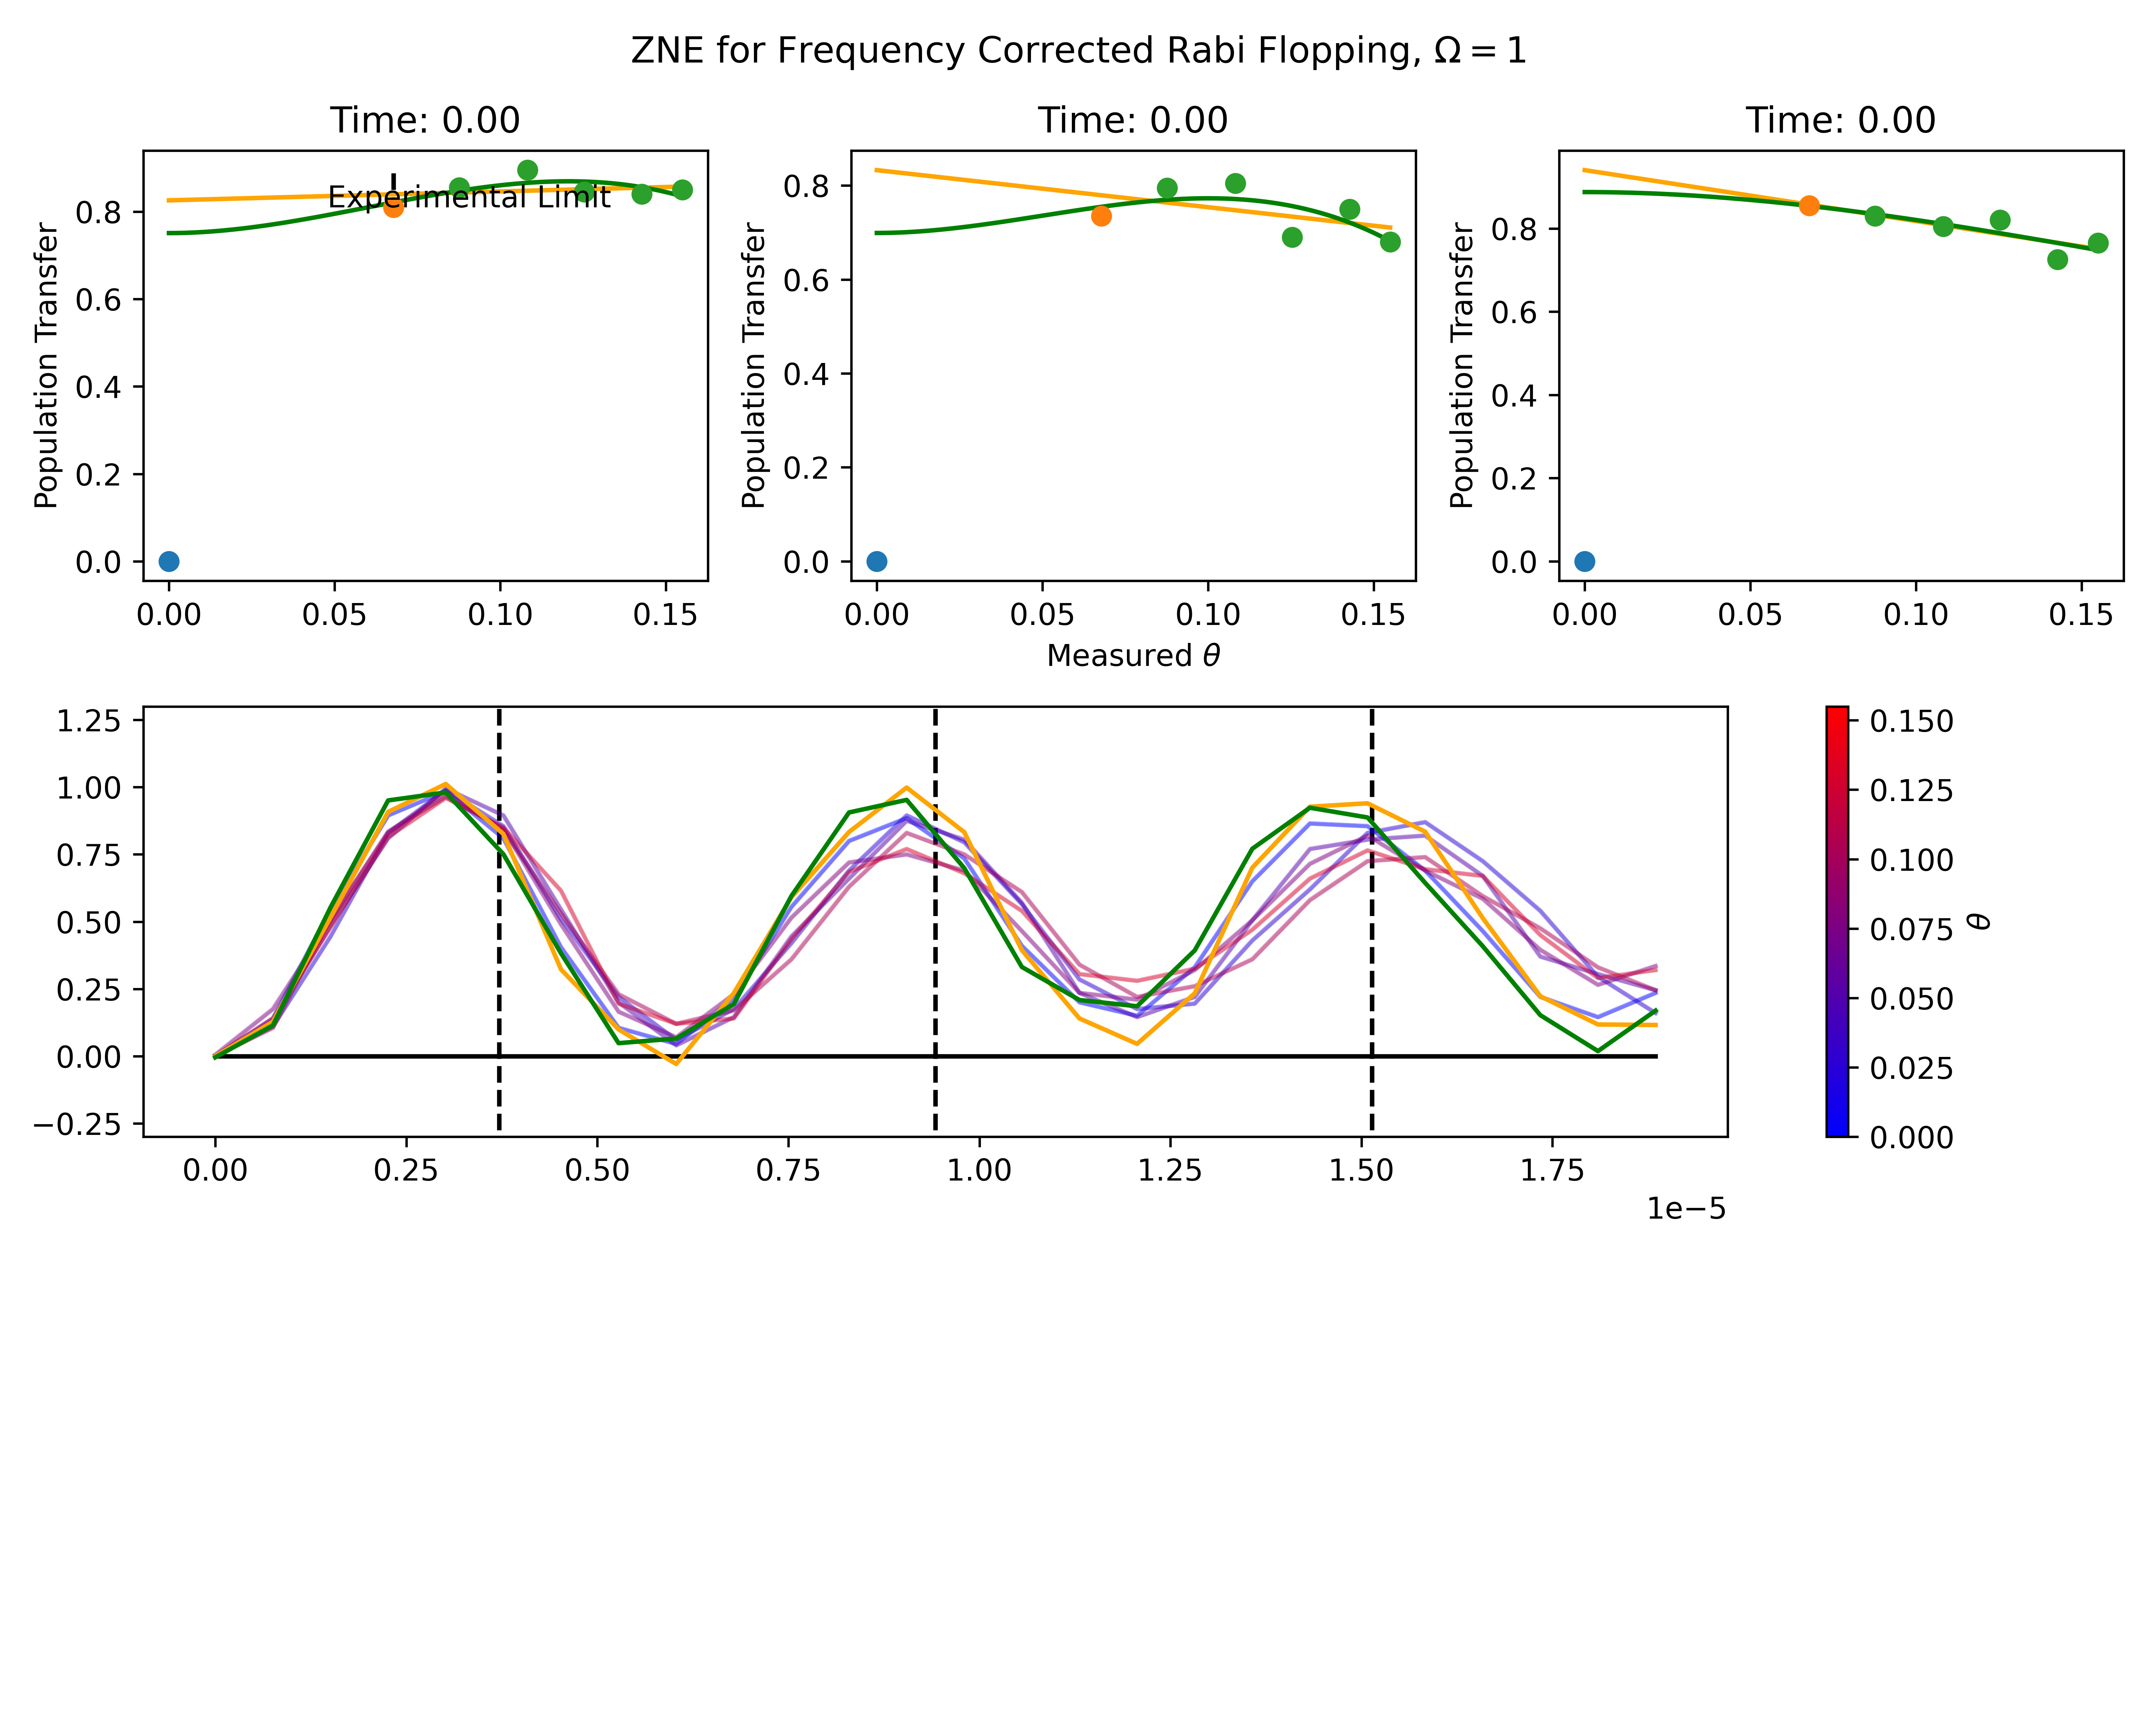 ZNE for Frequency Corrected Rabi Flopping, Ω = 1
Time: 0.00
Time: 0.00
Time: 0.00
Population Transfer
0.8
0.6
0.4
0.2
0.0
Experimental Limit
0.00 0.05 0.10 0.15
Population Transfer
0.8
0.6
0.4
0.2
0.0
0.00 0.05 0.10 0.15
Measured θ
Population Transfer
0.8
0.6
0.4
0.2
0.0
0.00 0.05 0.10 0.15
1.25
1.00
0.75
0.50
0.25
0.00
−0.25
0.00 0.25 0.50 0.75 1.00 1.25 1.50 1.75
1e−5
0.150
0.125
0.100
0.075
0.050
0.025
0.000
θ